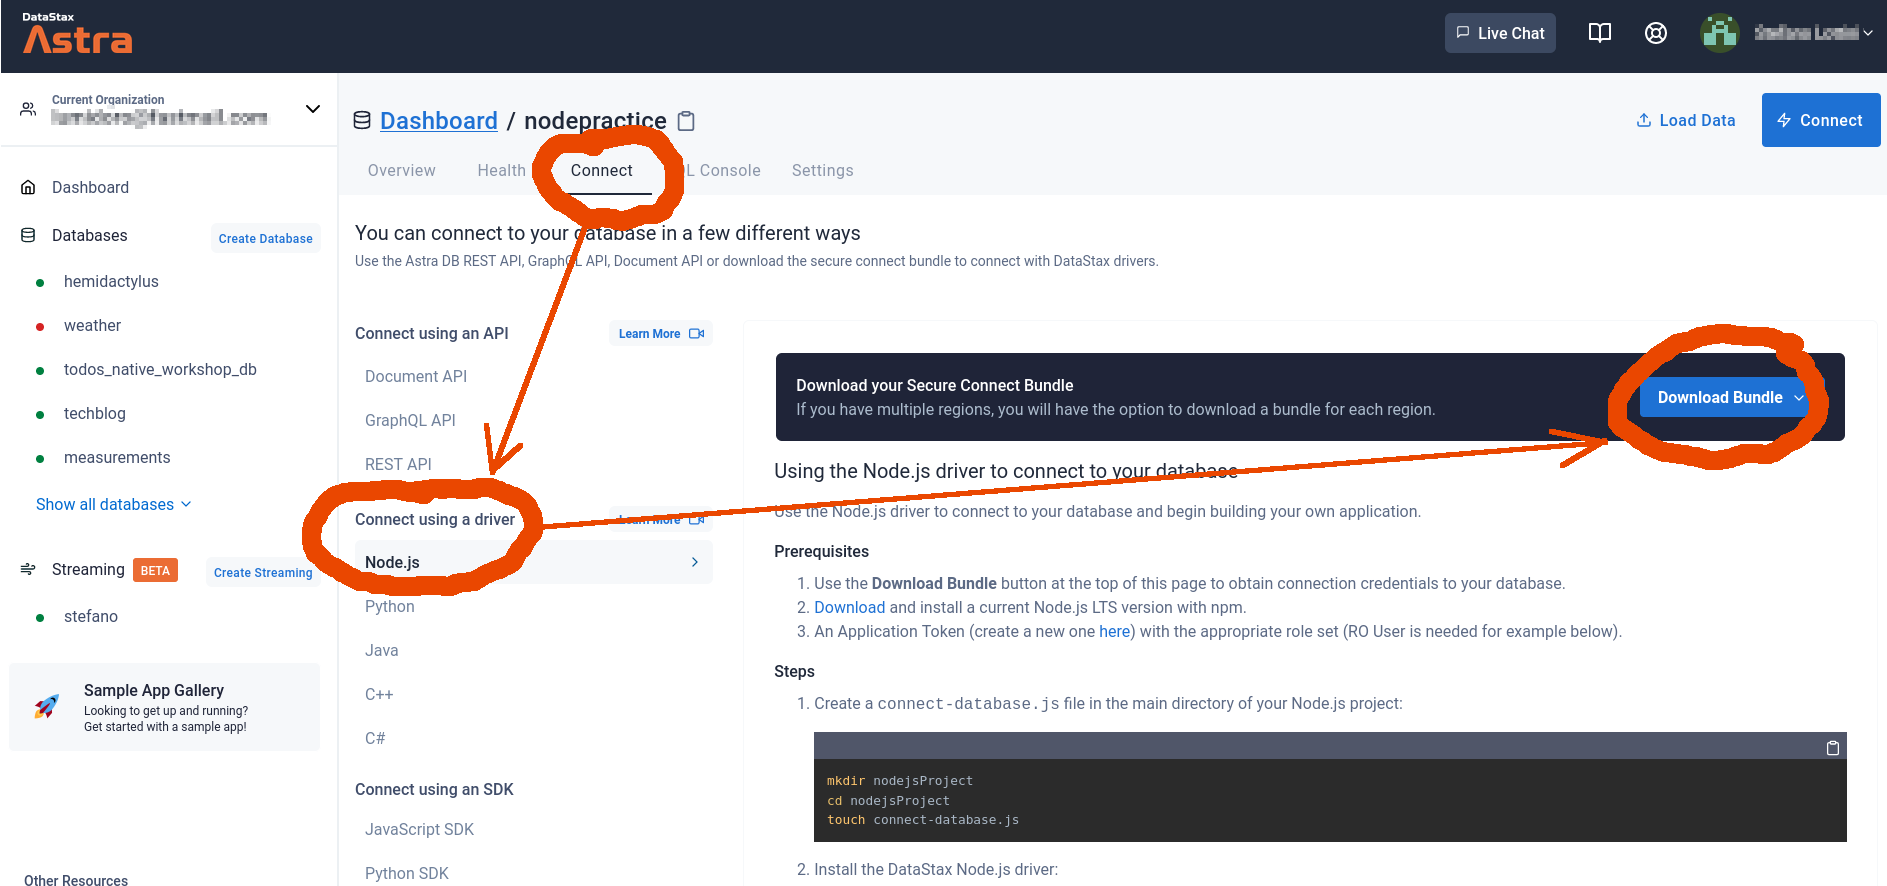 DataStax
Astra
Live Chat
Current Organization
Dashboard
Databases
Create Database
hemidactylus
weather
todos_native_workshop_db
techblog
measurements
Show all databases
Streaming
BETA
Create Streaming
stefano
Sample App Gallery
Looking to get up and running?
Get started with a sample app!
Other Resources
Dashboard / nodepractice
Load Data
Connect
Overview
Health
Connect
L Console
Settings
You can connect to your database in a few different ways
Use the Astra DB REST API, GraphQL API, Document API or download the secure connect bundle to connect with DataStax drivers.
Connect using an API
Learn More
Document API
GraphQL API
REST API
Connect using a driver
Learn More
Node.js
Python
Java
C++
C#
Connect using an SDK
JavaScript SDK
Python SDK
Download your Secure Connect Bundle
If you have multiple regions, you will have the option to download a bundle for each region.
Download Bundle
Using the Node.js driver to connect to your database
Use the Node.js driver to connect to your database and begin building your own application.
Prerequisites
1. Use the Download Bundle button at the top of this page to obtain connection credentials to your database.
2. Download and install a current Node.js LTS version with npm.
3. An Application Token (create a new one here) with the appropriate role set (RO User is needed for example below).
Steps
1. Create a connect-database.js file in the main directory of your Node.js project:
mkdir nodejsProject
cd nodejsProject
touch connect-database.js
2. Install the DataStax Node.js driver: